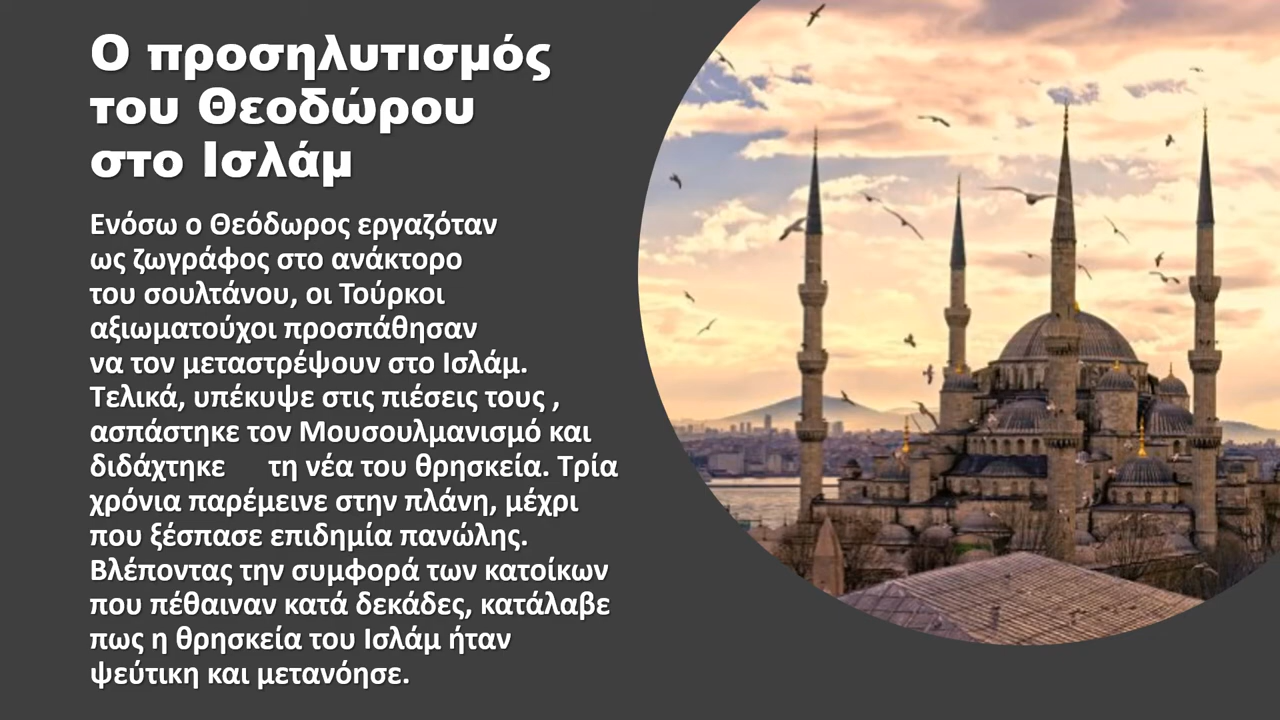 Ο προσηλυτισμός
του Θεοδώρου
στο Ισλάμ
Ενόσω ο Θεόδωρος εργαζόταν
ως ζωγράφος στο ανάκτορο
του σουλτάνου, οι Τούρκοι
αξιωματούχοι προσπάθησαν
να τον μεταστρέψουν στο Ισλάμ.
Τελικά, υπέκυψε στις πιέσεις τους ,
ασπάστηκε τον Μουσουλμανισμό και
διδάχτηκε      τη νέα του θρησκεία. Τρία
χρόνια παρέμεινε στην πλάνη, μέχρι
που ξέσπασε επιδημία πανώλης.
Βλέποντας την συμφορά των κατοίκων
που πέθαιναν κατά δεκάδες, κατάλαβε
πως η θρησκεία του Ισλάμ ήταν
ψεύτικη και μετανόησε.